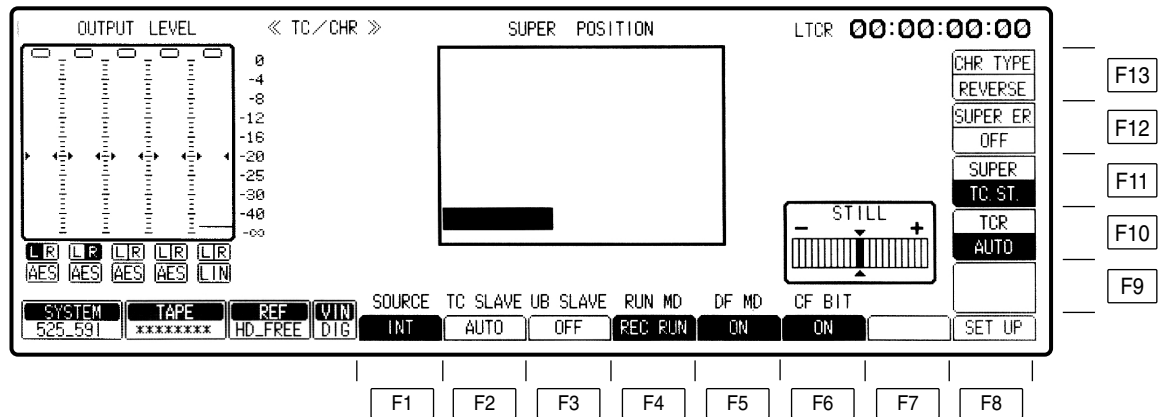 OUTPUT LEVEL
≪ TC/CHR ≫
SUPER POSITION
LTCR 00:00:00:00
0
-4
-8
-12
-16
-20
-25
-30
-40
-∞
L R L R L R L R L R
AES AES AES AES LIN
STILL
- +
CHR TYPE
REVERSE
F13
SUPER ER
OFF
F12
SUPER
TC. ST.
F11
TCR
AUTO
F10
F9
SYSTEM TAPE REF VIN
525_59I ******** HD_FREE DIG
SOURCE TC SLAVE UB SLAVE RUN MD DF MD CF BIT
INT AUTO OFF REC RUN ON ON SET UP
F1 F2 F3 F4 F5 F6 F7 F8